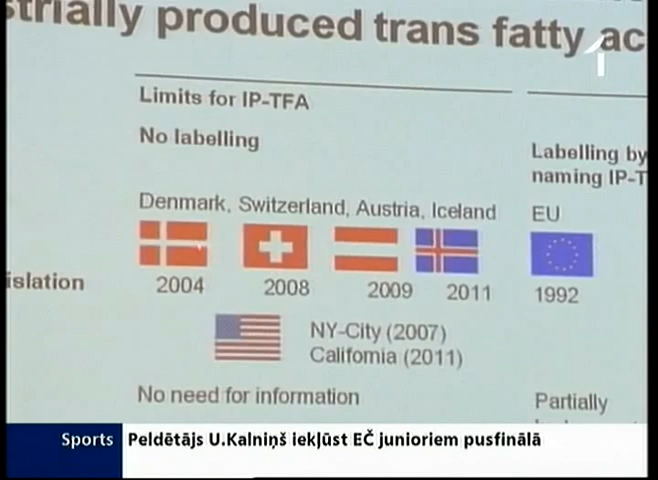 strially produced trans fatty ac
1
Limits for IP-TFA
No labelling
Labelling by
naming IP-T
Denmark, Switzerland, Austria, Iceland
EU
islation
2004 2008 2009 2011 1992
NY-City (2007)
California (2011)
No need for information
Partially
Sports Peldētājs U.Kalniņš iekļūst EČ junioriem pusfinālā